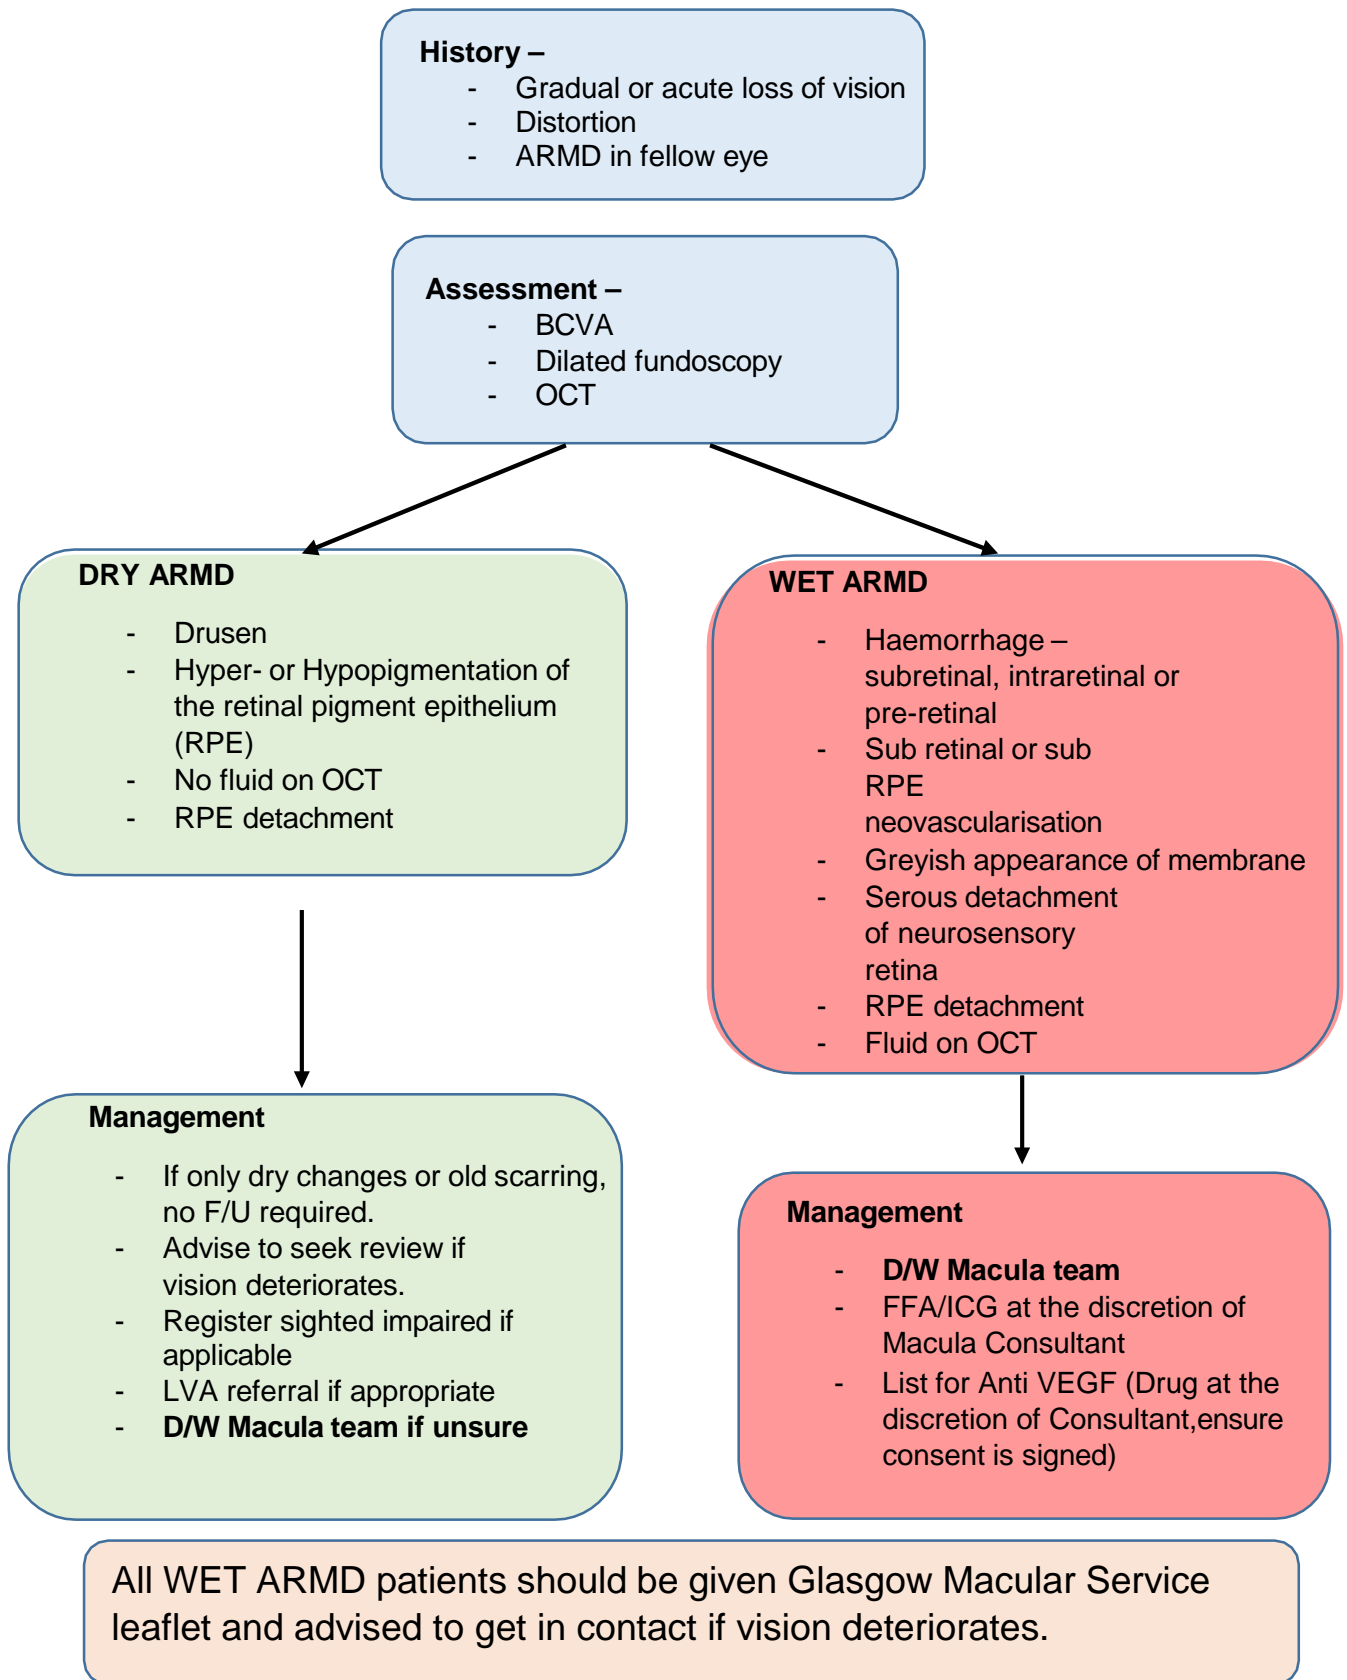 History –
- Gradual or acute loss of vision
- Distortion
- ARMD in fellow eye
Assessment –
- BCVA
- Dilated fundoscopy
- OCT
DRY ARMD
- Drusen
- Hyper- or Hypopigmentation of
the retinal pigment epithelium
(RPE)
- No fluid on OCT
- RPE detachment
WET ARMD
- Haemorrhage –
subretinal, intraretinal or
pre-retinal
- Sub retinal or sub
RPE
neovascularisation
- Greyish appearance of membrane
- Serous detachment
of neurosensory
retina
- RPE detachment
- Fluid on OCT
Management
- If only dry changes or old scarring,
no F/U required.
- Advise to seek review if
vision deteriorates.
- Register sighted impaired if
applicable
- LVA referral if appropriate
- D/W Macula team if unsure
Management
- D/W Macula team
- FFA/ICG at the discretion of
Macula Consultant
- List for Anti VEGF (Drug at the
discretion of Consultant,ensure
consent is signed)
All WET ARMD patients should be given Glasgow Macular Service
leaflet and advised to get in contact if vision deteriorates.